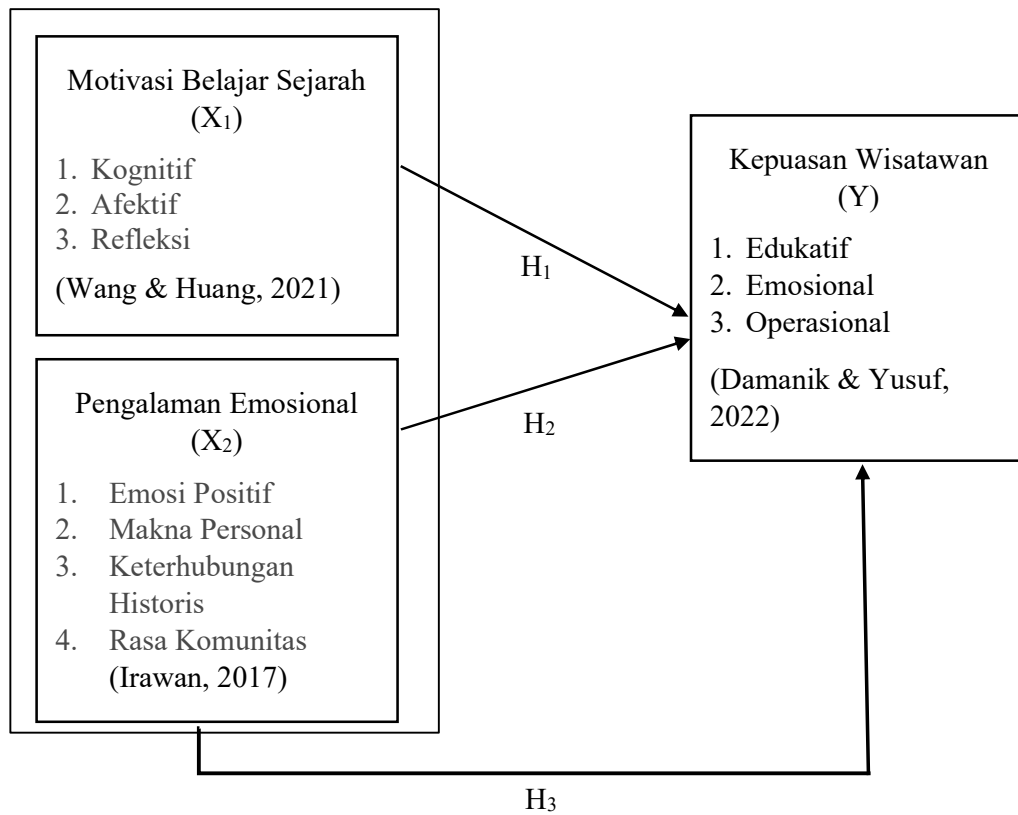 Motivasi Belajar Sejarah
(X₁)
1. Kognitif
2. Afektif
3. Refleksi
(Wang & Huang, 2021)
Pengalaman Emosional
(X₂)
1. Emosi Positif
2. Makna Personal
3. Keterhubungan
Historis
4. Rasa Komunitas
(Irawan, 2017)
H₁
H₂
Kepuasan Wisatawan
(Y)
1. Edukatif
2. Emosional
3. Operasional
(Damanik & Yusuf,
2022)
H₃